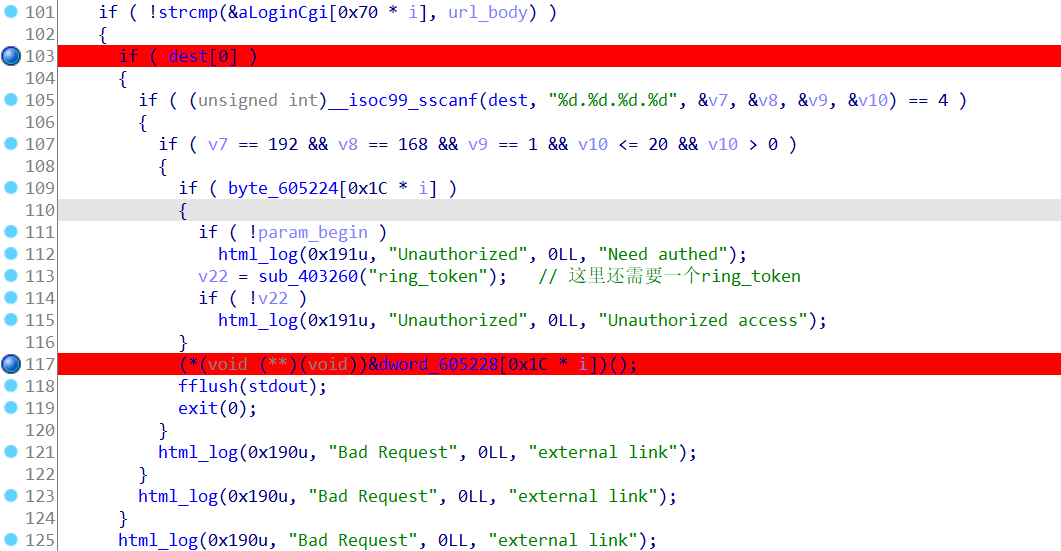 101 if ( !strcmp(&aLoginCgi[0x70 * i], url_body) )
102 {
103 if ( dest[0] )
104 {
105 if ( (unsigned int)__isoc99_sscanf(dest, "%d.%d.%d.%d", &v7, &v8, &v9, &v10) == 4 )
106 {
107 if ( v7 == 192 && v8 == 168 && v9 == 1 && v10 <= 20 && v10 > 0 )
108 {
109 if ( byte_605224[0x1C * i] )
110 {
111 if ( !param_begin )
112 html_log(0x191u, "Unauthorized", 0LL, "Need authed");
113 v22 = sub_403260("ring_token"); // 这里还需要一个ring_token
114 if ( !v22 )
115 html_log(0x191u, "Unauthorized", 0LL, "Unauthorized access");
116 }
117 (*(void (**)(void))&dword_605228[0x1C * i])();
118 fflush(stdout);
119 exit(0);
120 }
121 html_log(0x190u, "Bad Request", 0LL, "external link");
122 }
123 html_log(0x190u, "Bad Request", 0LL, "external link");
124 }
125 html_log(0x190u, "Bad Request", 0LL, "external link");